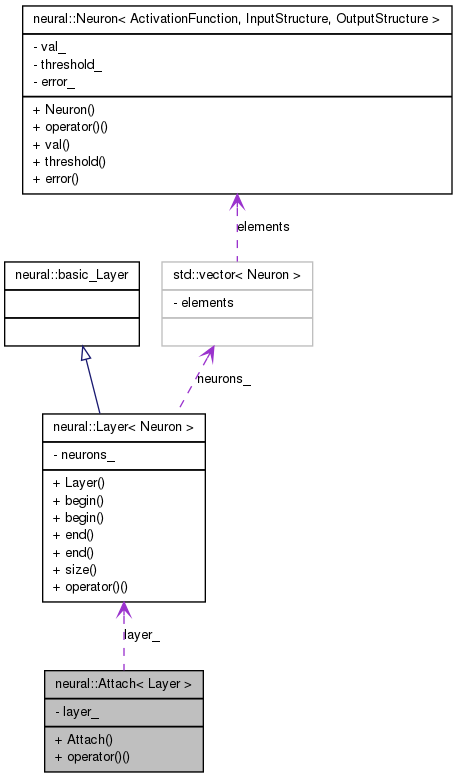 neural::Neuron< ActivationFunction, InputStructure, OutputStructure >
- val_
- threshold_
- error_
+ Neuron()
+ operator()()
+ val()
+ threshold()
+ error()
elements
neural::basic_Layer
std::vector< Neuron >
- elements
neurons_
neural::Layer< Neuron >
- neurons_
+ Layer()
+ begin()
+ begin()
+ end()
+ end()
+ size()
+ operator()()
layer_
neural::Attach< Layer >
- layer_
+ Attach()
+ operator()()